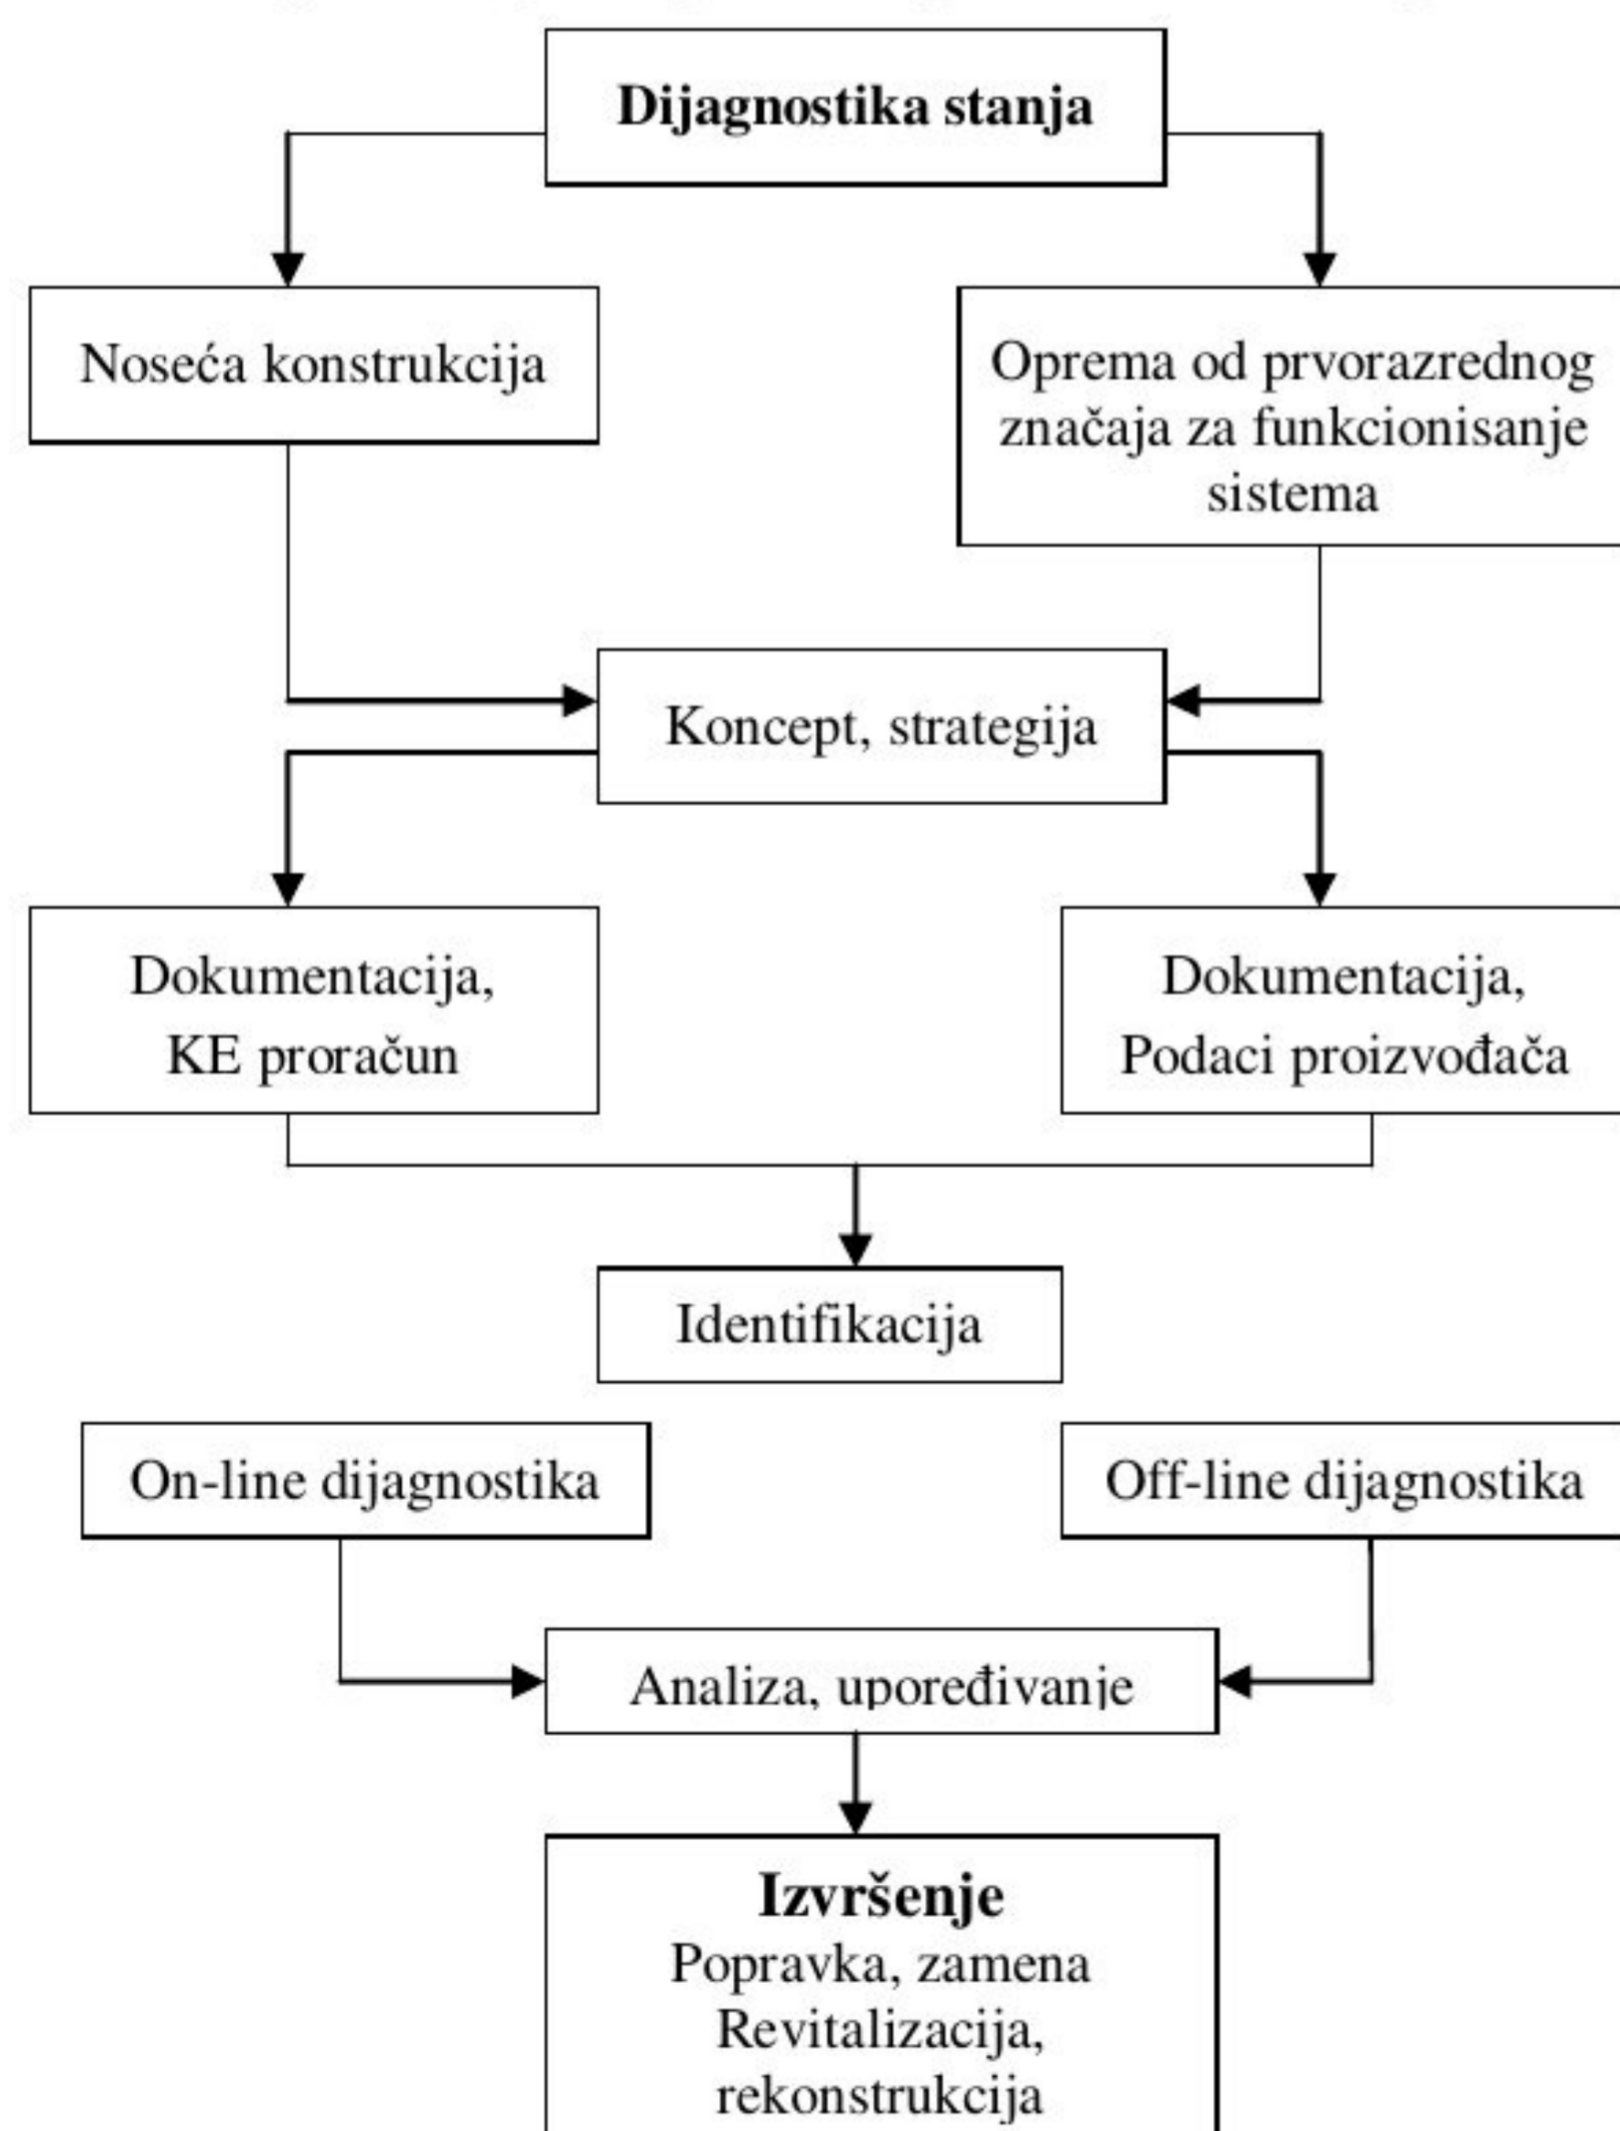 Dijagnostika stanja
Noseća konstrukcija
Oprema od prvorazrednog
značaja za funkcionisanje
sistema
Koncept, strategija
Dokumentacija,
KE proračun
Dokumentacija,
Podaci proizvođača
Identifikacija
On-line dijagnostika
Off-line dijagnostika
Analiza, upoređivanje
Izvršenje
Popravka, zamena
Revitalizacija,
rekonstrukcija